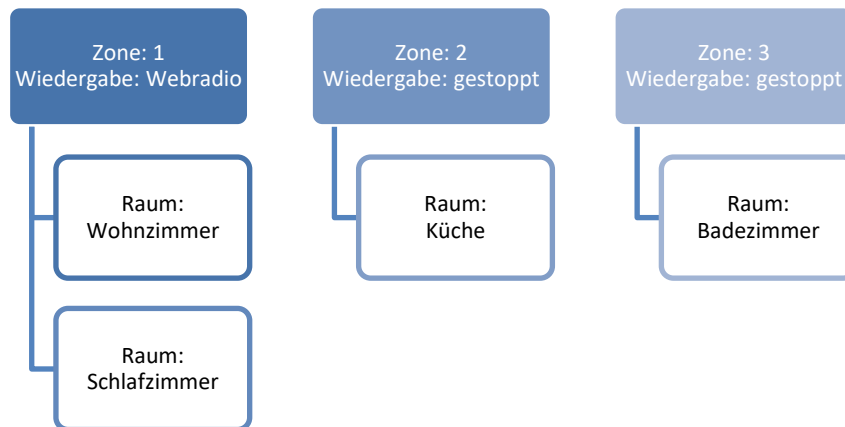 Zone: 1
Wiedergabe: Webradio
Raum:
Wohnzimmer
Raum:
Schlafzimmer
Zone: 2
Wiedergabe: gestoppt
Raum:
Küche
Zone: 3
Wiedergabe: gestoppt
Raum:
Badezimmer